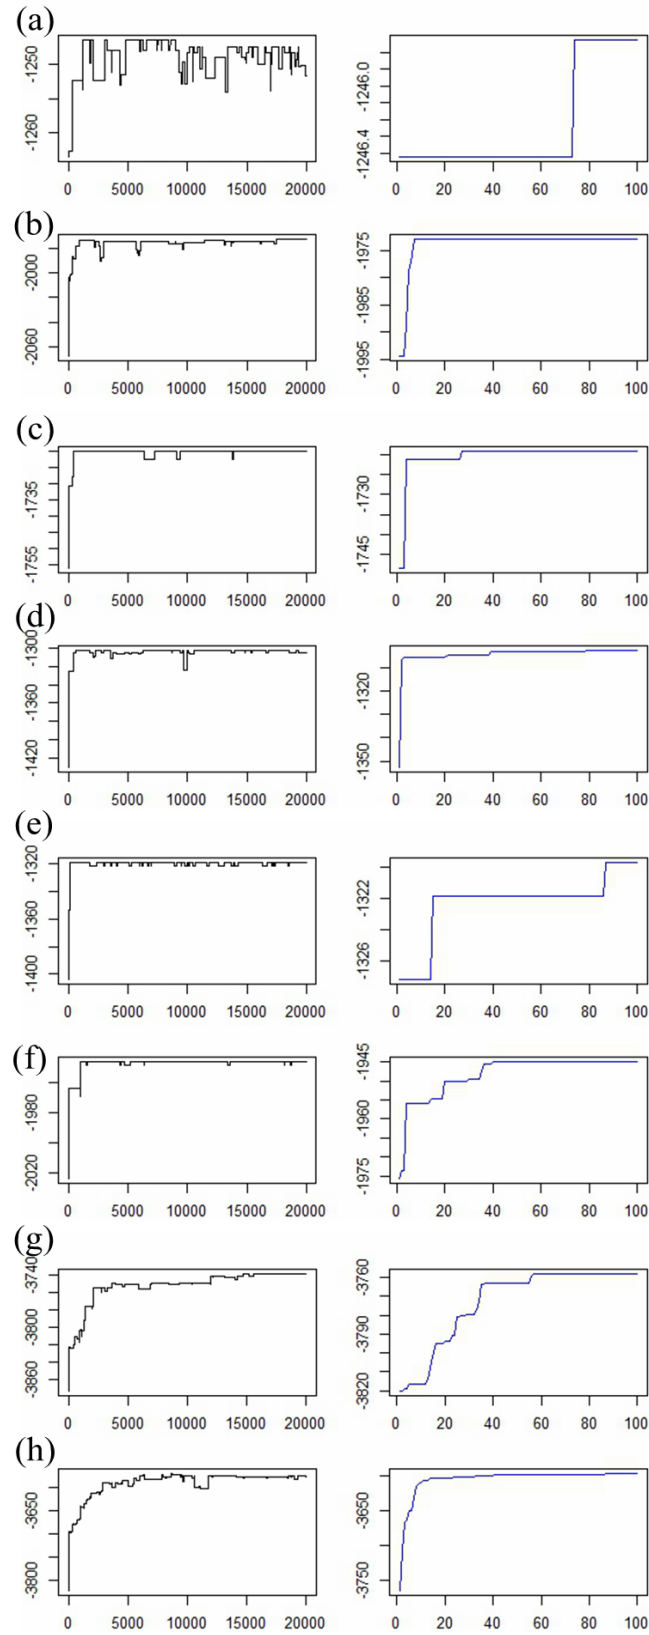 (a)
-1250
-1260
0 5000 10000 15000 20000
-1246.0
-1246.4
0 20 40 60 80 100
(b)
-2000
-2060
0 5000 10000 15000 20000
-1975
-1985
-1995
0 20 40 60 80 100
(c)
-1735
-1755
0 5000 10000 15000 20000
-1730
-1745
0 20 40 60 80 100
(d)
-1300
-1360
-1420
0 5000 10000 15000 20000
-1320
-1350
0 20 40 60 80 100
(e)
-1320
-1360
-1400
0 5000 10000 15000 20000
-1322
-1326
0 20 40 60 80 100
(f)
-1980
-2020
0 5000 10000 15000 20000
-1945
-1960
-1975
0 20 40 60 80 100
(g)
-3740
-3800
-3860
0 5000 10000 15000 20000
-3760
-3790
-3820
0 20 40 60 80 100
(h)
-3650
-3800
0 5000 10000 15000 20000
-3650
-3750
0 20 40 60 80 100